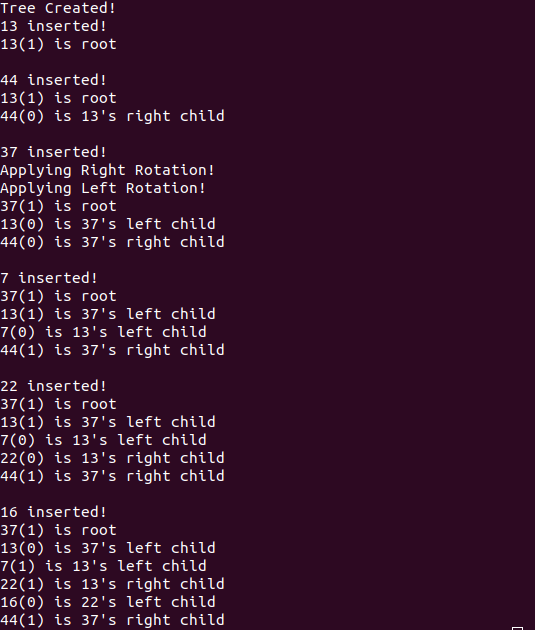 Tree Created!
13 inserted!
13(1) is root
44 inserted!
13(1) is root
44(0) is 13's right child
37 inserted!
Applying Right Rotation!
Applying Left Rotation!
37(1) is root
13(0) is 37's left child
44(0) is 37's right child
7 inserted!
37(1) is root
13(1) is 37's left child
7(0) is 13's left child
44(1) is 37's right child
22 inserted!
37(1) is root
13(1) is 37's left child
7(0) is 13's left child
22(0) is 13's right child
44(1) is 37's right child
16 inserted!
37(1) is root
13(0) is 37's left child
7(1) is 13's left child
22(1) is 13's right child
16(0) is 22's left child
44(1) is 37's right child